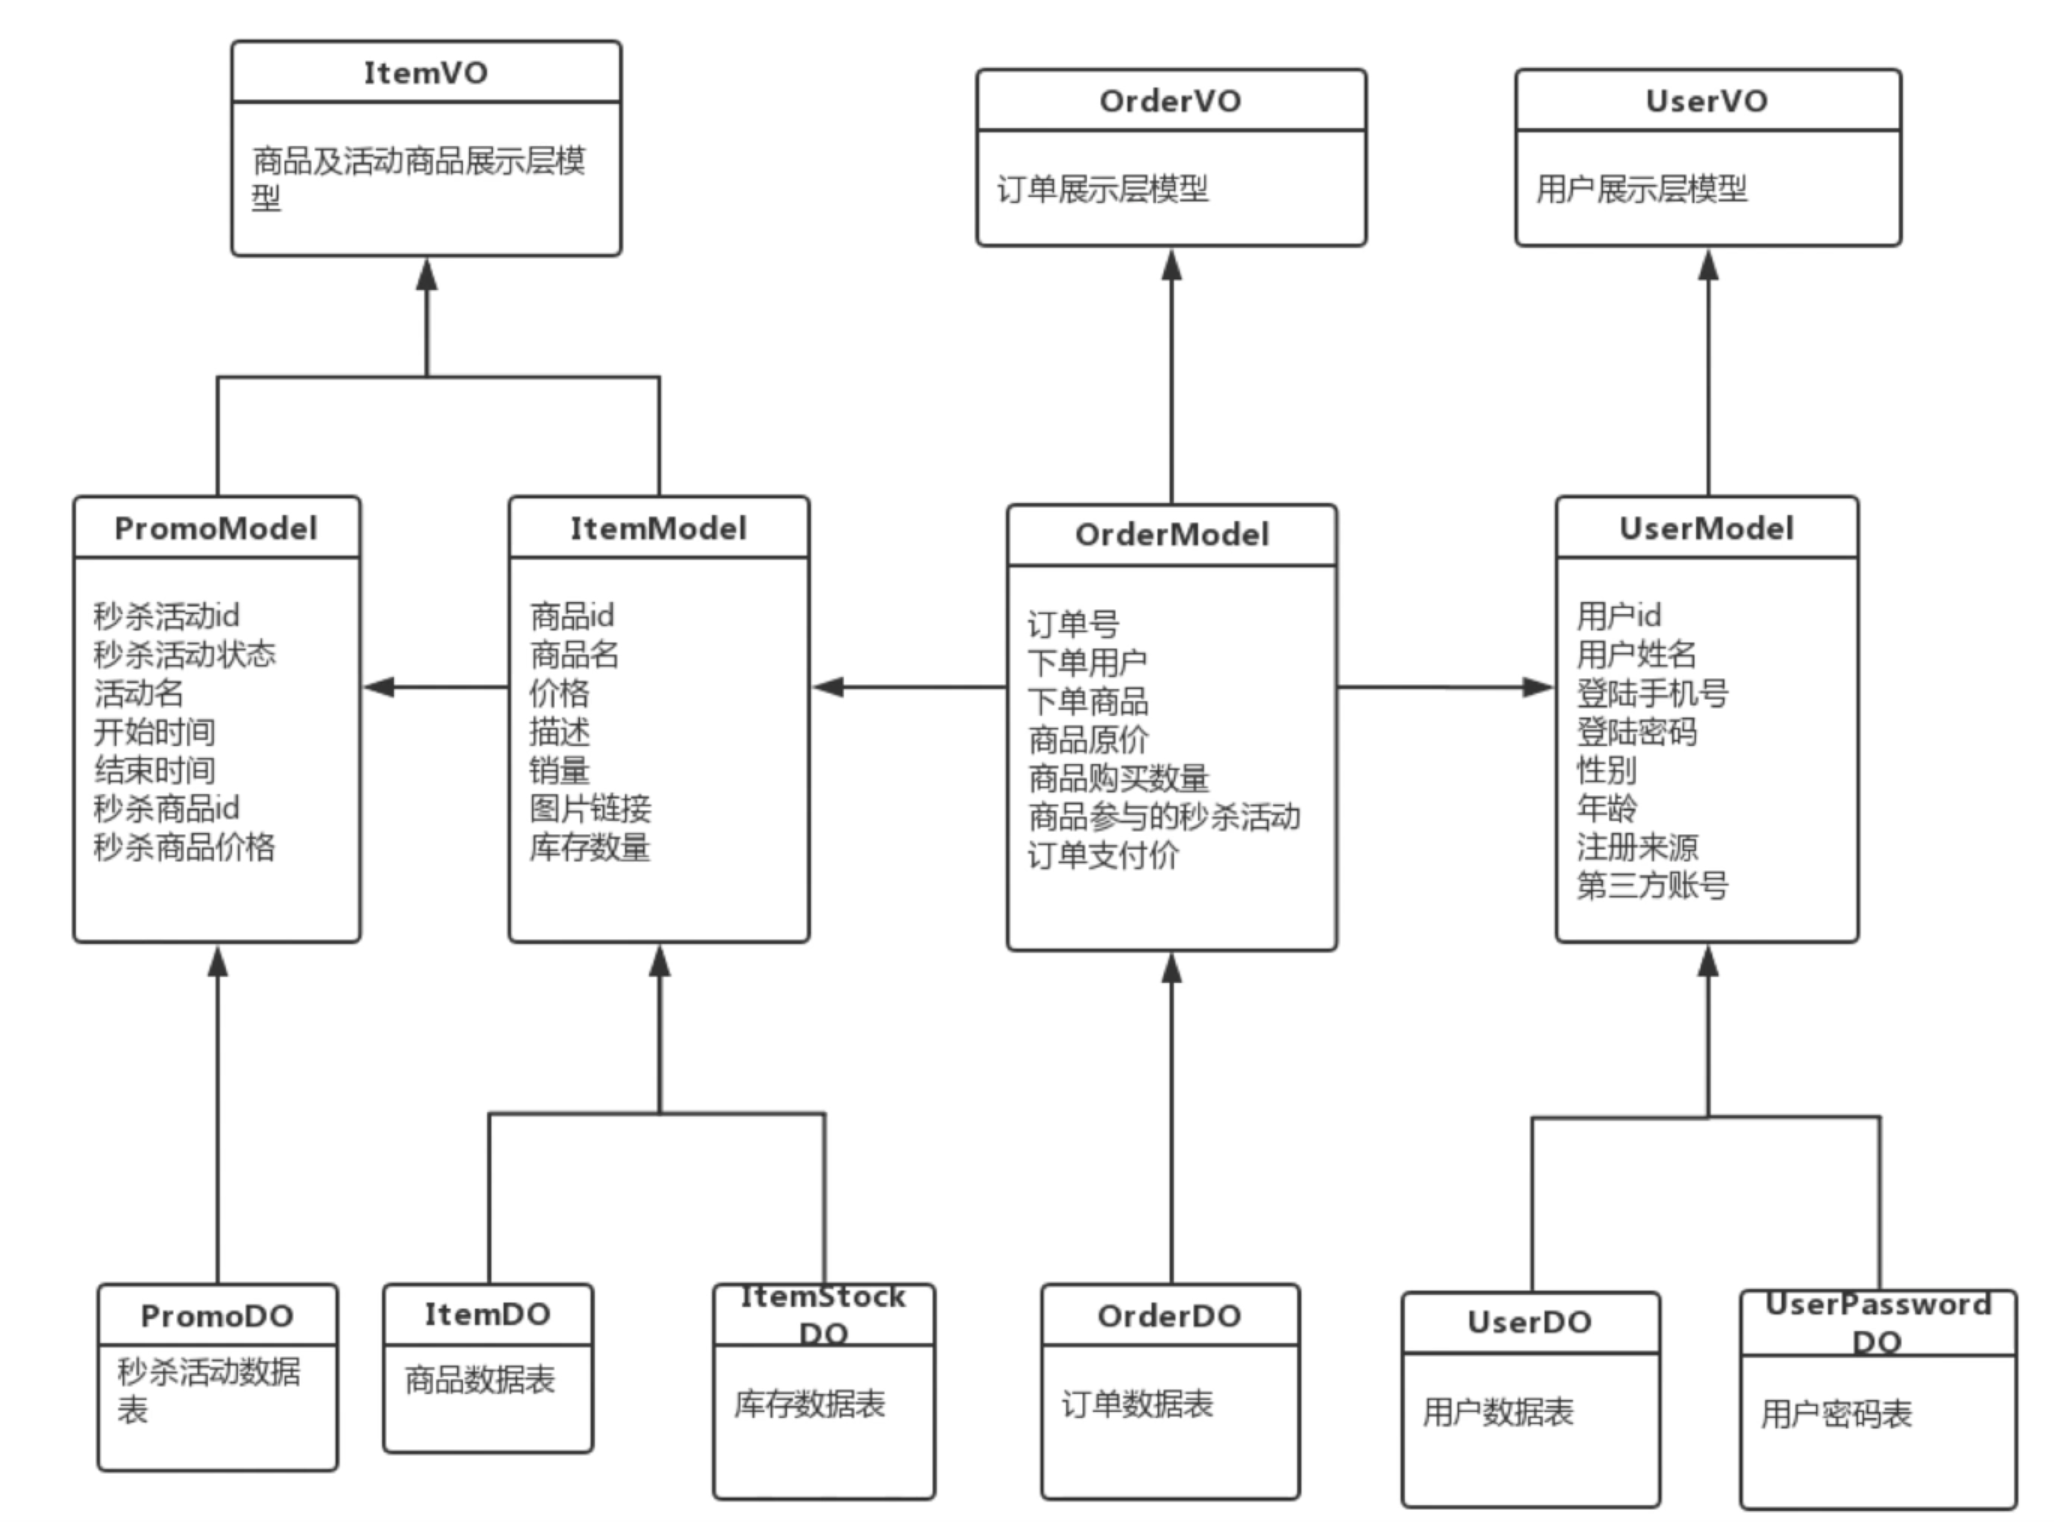 ItemVO
商品及活动商品展示层模
型
OrderVO
订单展示层模型
UserVO
用户展示层模型
PromoModel
秒杀活动id
秒杀活动状态
活动名
开始时间
结束时间
秒杀商品id
秒杀商品价格
ItemModel
商品id
商品名
价格
描述
销量
图片链接
库存数量
OrderModel
订单号
下单用户
下单商品
商品原价
商品购买数量
商品参与的秒杀活动
订单支付价
UserModel
用户id
用户姓名
登陆手机号
登陆密码
性别
年龄
注册来源
第三方账号
PromoDO
秒杀活动数据
表
ItemDO
商品数据表
ItemStock
DO
库存数据表
OrderDO
订单数据表
UserDO
用户数据表
UserPassword
DO
用户密码表